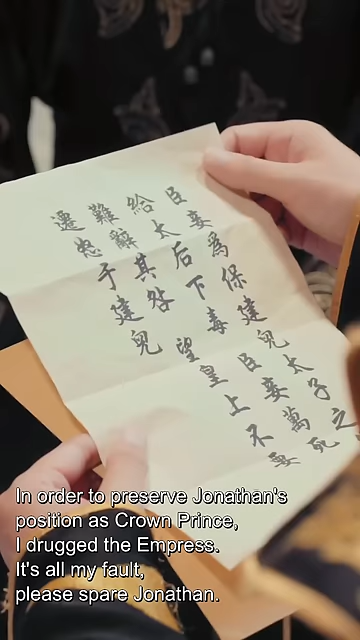 臣妾為保建兒太子之
給太后下毒臣妾萬死
難辭其咎望皇上不要
遷怒于建兒
In order to preserve Jonathan's
position as Crown Prince,
I drugged the Empress.
It's all my fault,
please spare Jonathan.